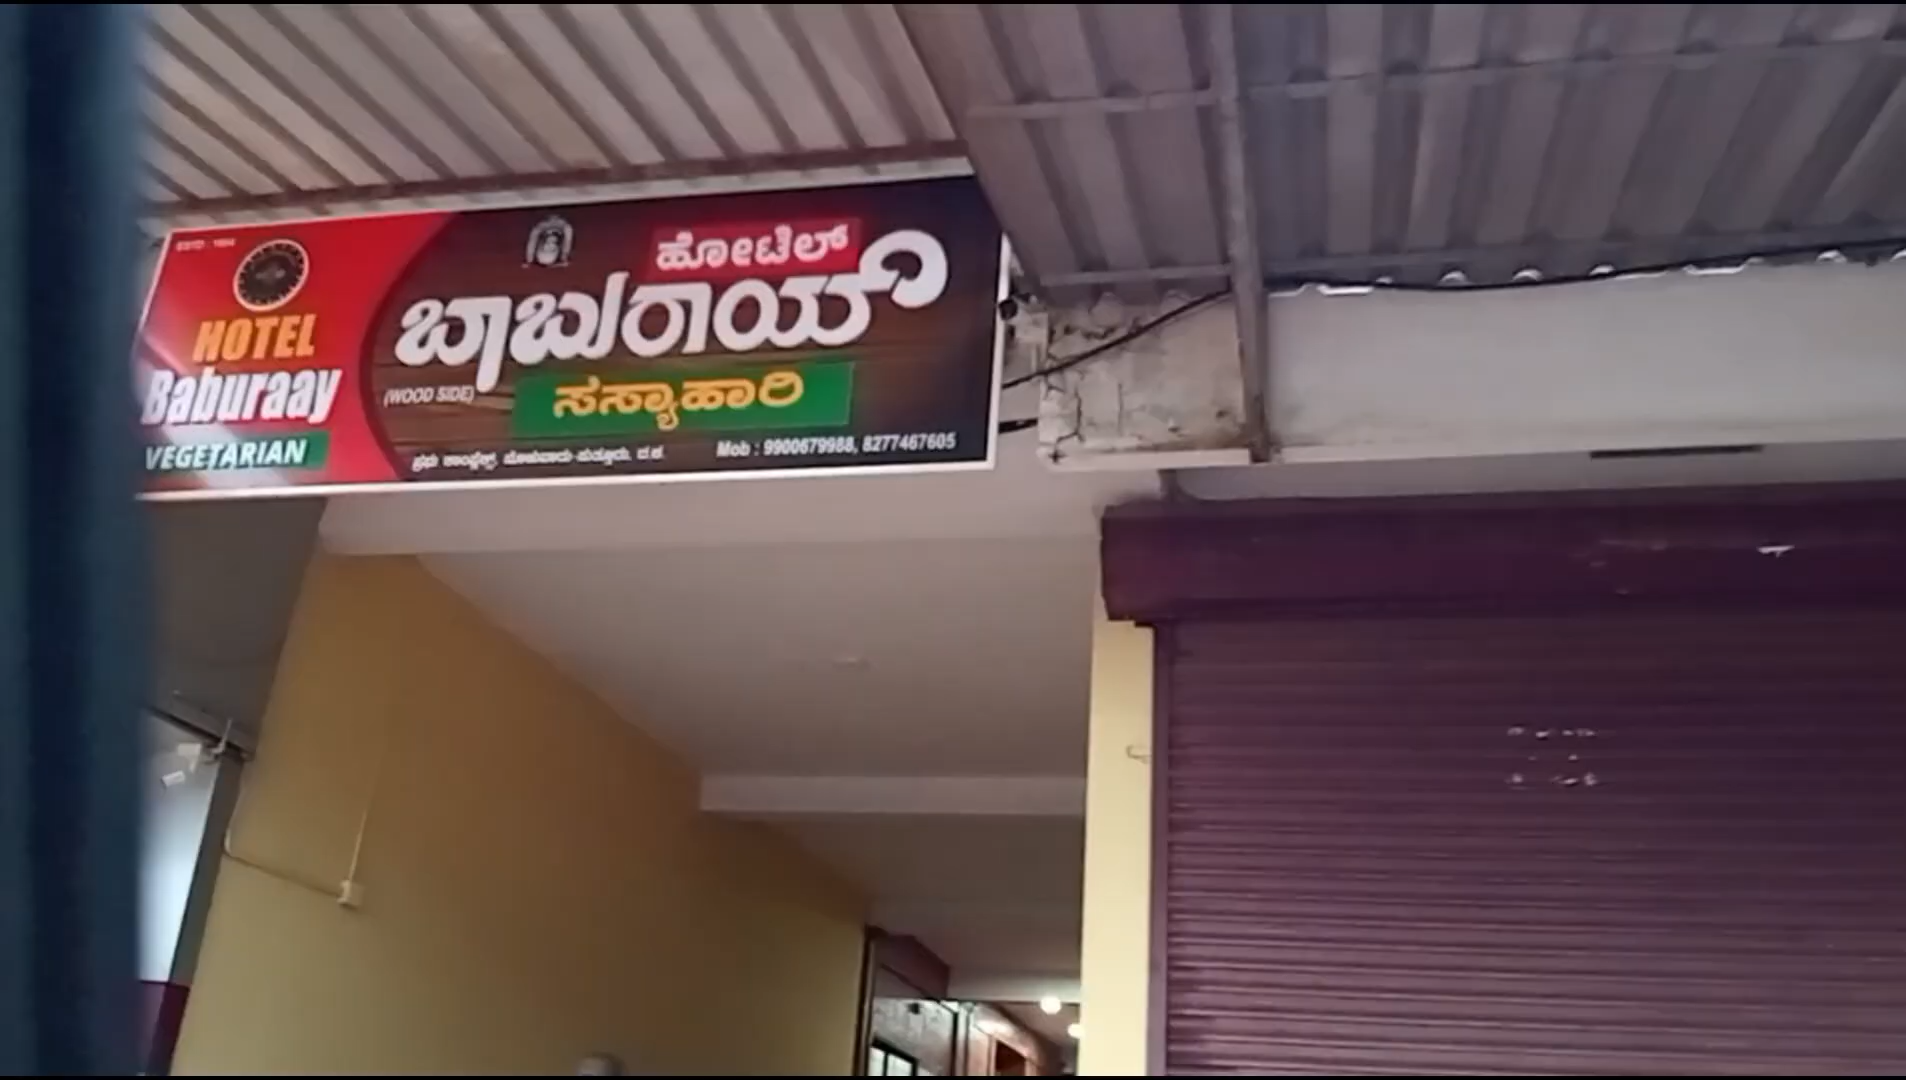 HOTEL
Baburaay
VEGETARIAN
ಹೋಟೆಲ್
ಬಾಬುರಾಯ್
(WOOD SIDE)
ಸಸ್ಯಾಹಾರಿ
Mob : 9900679988, 8277467605